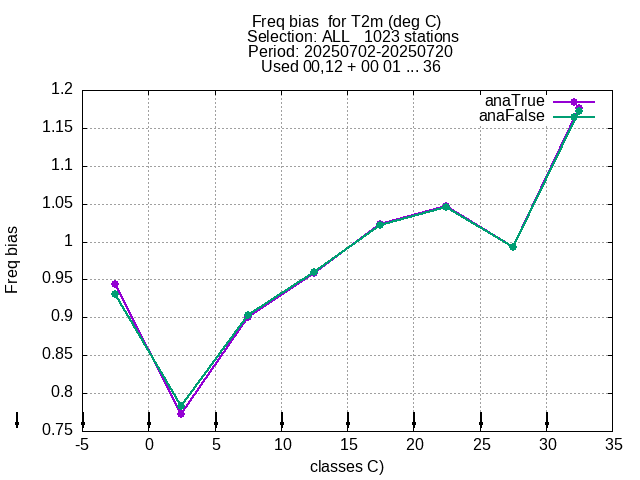 Freq bias  for T2m (deg C)
Selection: ALL   1023 stations
Period: 20250702-20250720
Used 00,12 + 00 01 ... 36
anaTrue
anaFalse
1.2
1.15
1.1
1.05
1
0.95
0.9
0.85
0.8
0.75
Freq bias
-5 0 5 10 15 20 25 30 35
classes C)